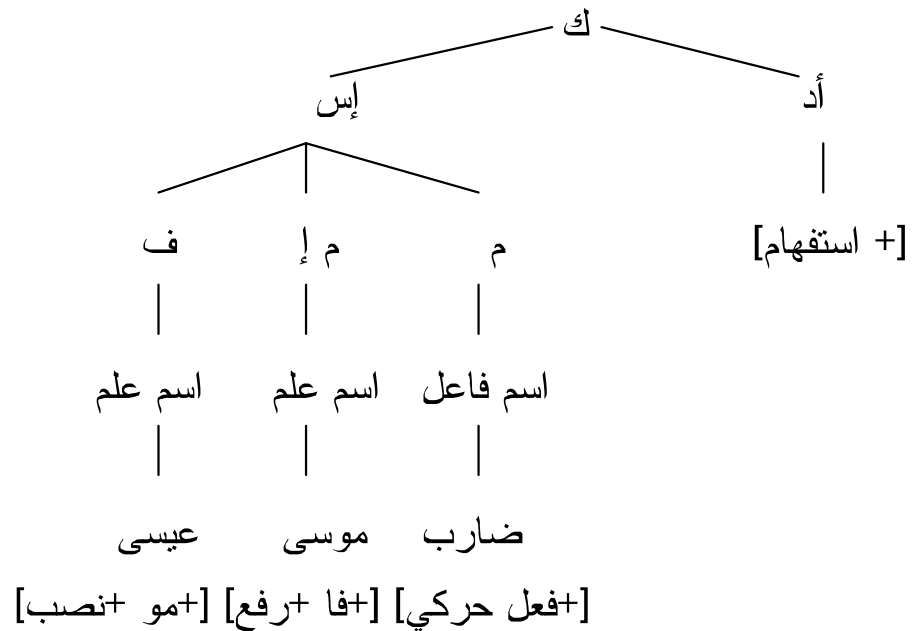 ك
أد إس
[+ استفهام] م م إ ف
اسم فاعل اسم علم اسم علم
ضارب موسى عيسى
[+فعل حركي] [+فا +رفع] [+مو +نصب]